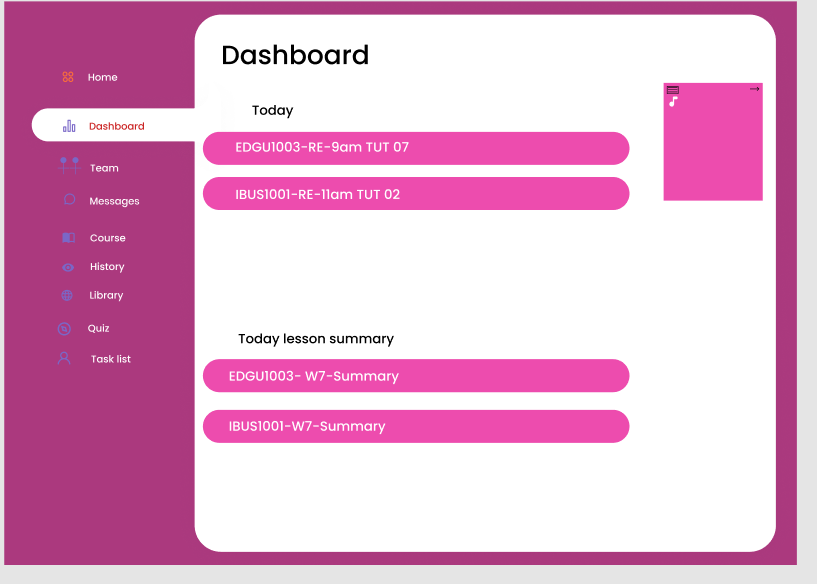 Home
Dashboard
Team
Messages
Course
History
Library
Quiz
Task list
Dashboard
Today
EDGU1003-RE-9am TUT 07
IBUS1001-RE-11am TUT 02
Today lesson summary
EDGU1003- W7-Summary
IBUS1001-W7-Summary